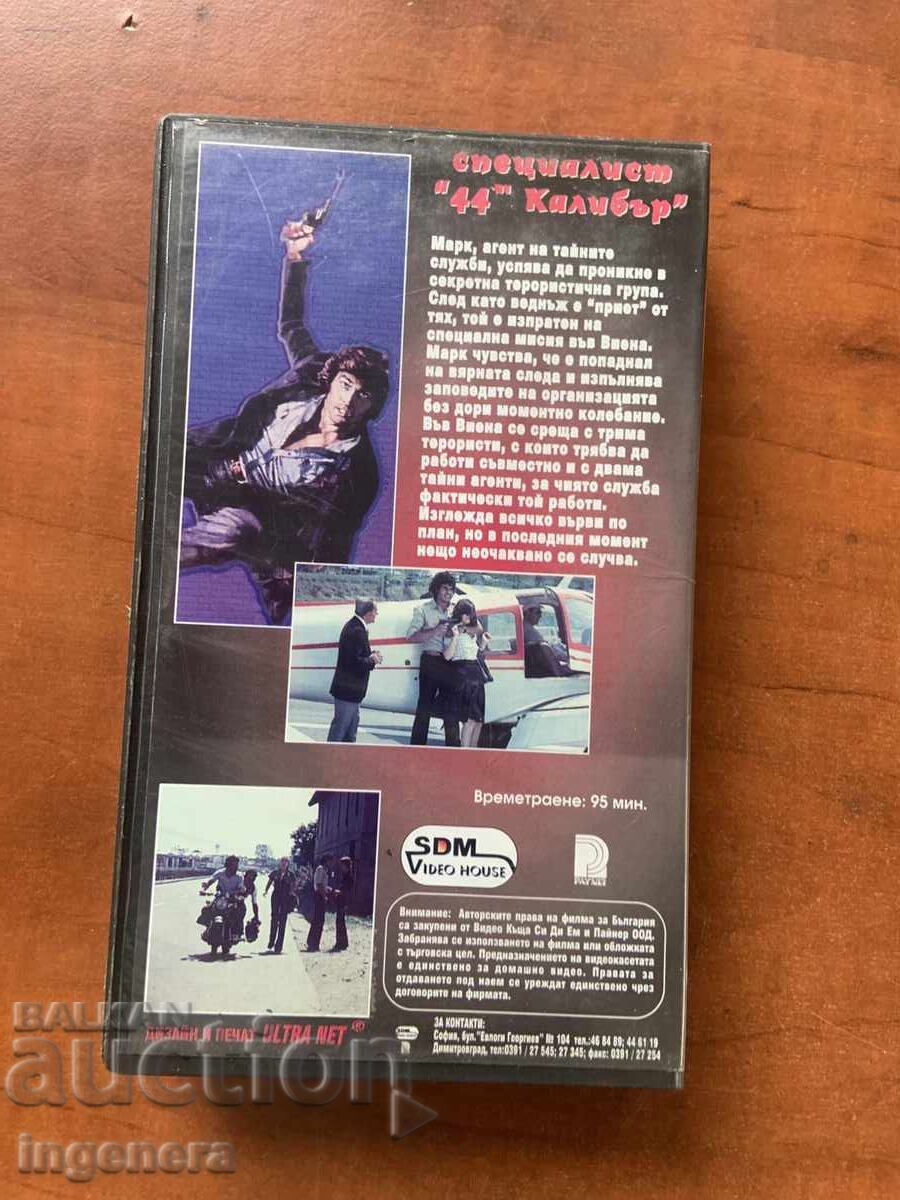 специалист
"44"' Калибър"
Марк, агент на тайните
служби, успява да проникне в
секретна терористична група.
След като веднъж е "приет" от
тях, той е изпратен на
специална мисия във Виена.
Марк чувства, че е попаднал
на вярната следа и изпълнява
заповедите на организацията
без дори моментно колебание.
Във Виена се среща с трима
терористи, с които трябва да
работи съвместно и с двама
тайни агенти, за чиято служба
фактически той работи.
Изглежда всичко върви по
план, но в последния момент
нещо неочаквано се случва.
Времетраене: 95 мин.
SDM
VIDEO HOUSE
PAYNER
Внимание: Авторските права на филма за България
са закупени от Видео Къща Си Ди Ем и Пайнер ООД.
Забранява се използването на филма или обложката
с търговска цел. Предназначението на видеокасетата
е единствено за домашно видео. Правата за
отдаването под наем се уреждат единствено чрез
договорите на фирмата.
ДИЗАЙН И ПЕЧАТ ULTRA NET ®
SDM
ЗА КОНТАКТИ:
София, бул. "Евлоги Георгиев" № 104 тел.:46 84 89; 44 61 19
Димитровград, тел:0391 / 27 545; 27 345; факс: 0391 / 27 254
BALKAN
auction
ingenera